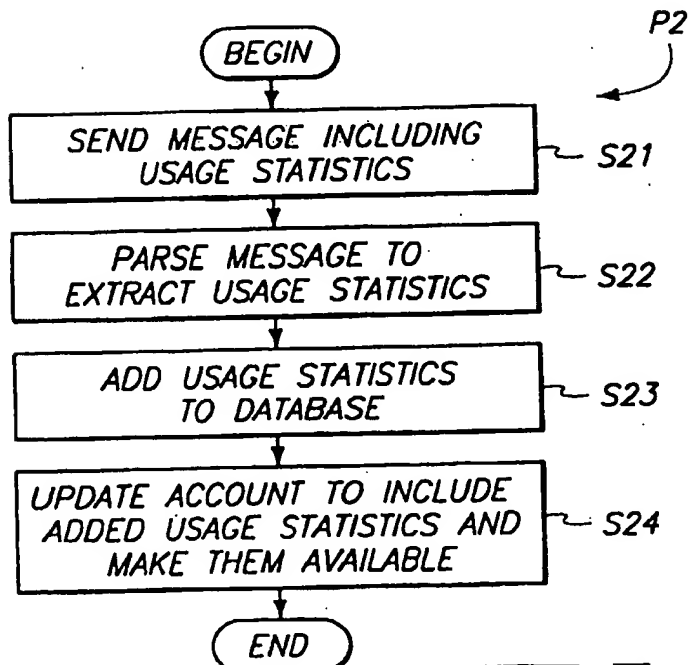 P2
BEGIN
SEND MESSAGE INCLUDING
USAGE STATISTICS
S21
PARSE MESSAGE TO
EXTRACT USAGE STATISTICS
S22
ADD USAGE STATISTICS
TO DATABASE
S23
UPDATE ACCOUNT TO INCLUDE
ADDED USAGE STATISTICS AND
MAKE THEM AVAILABLE
S24
END